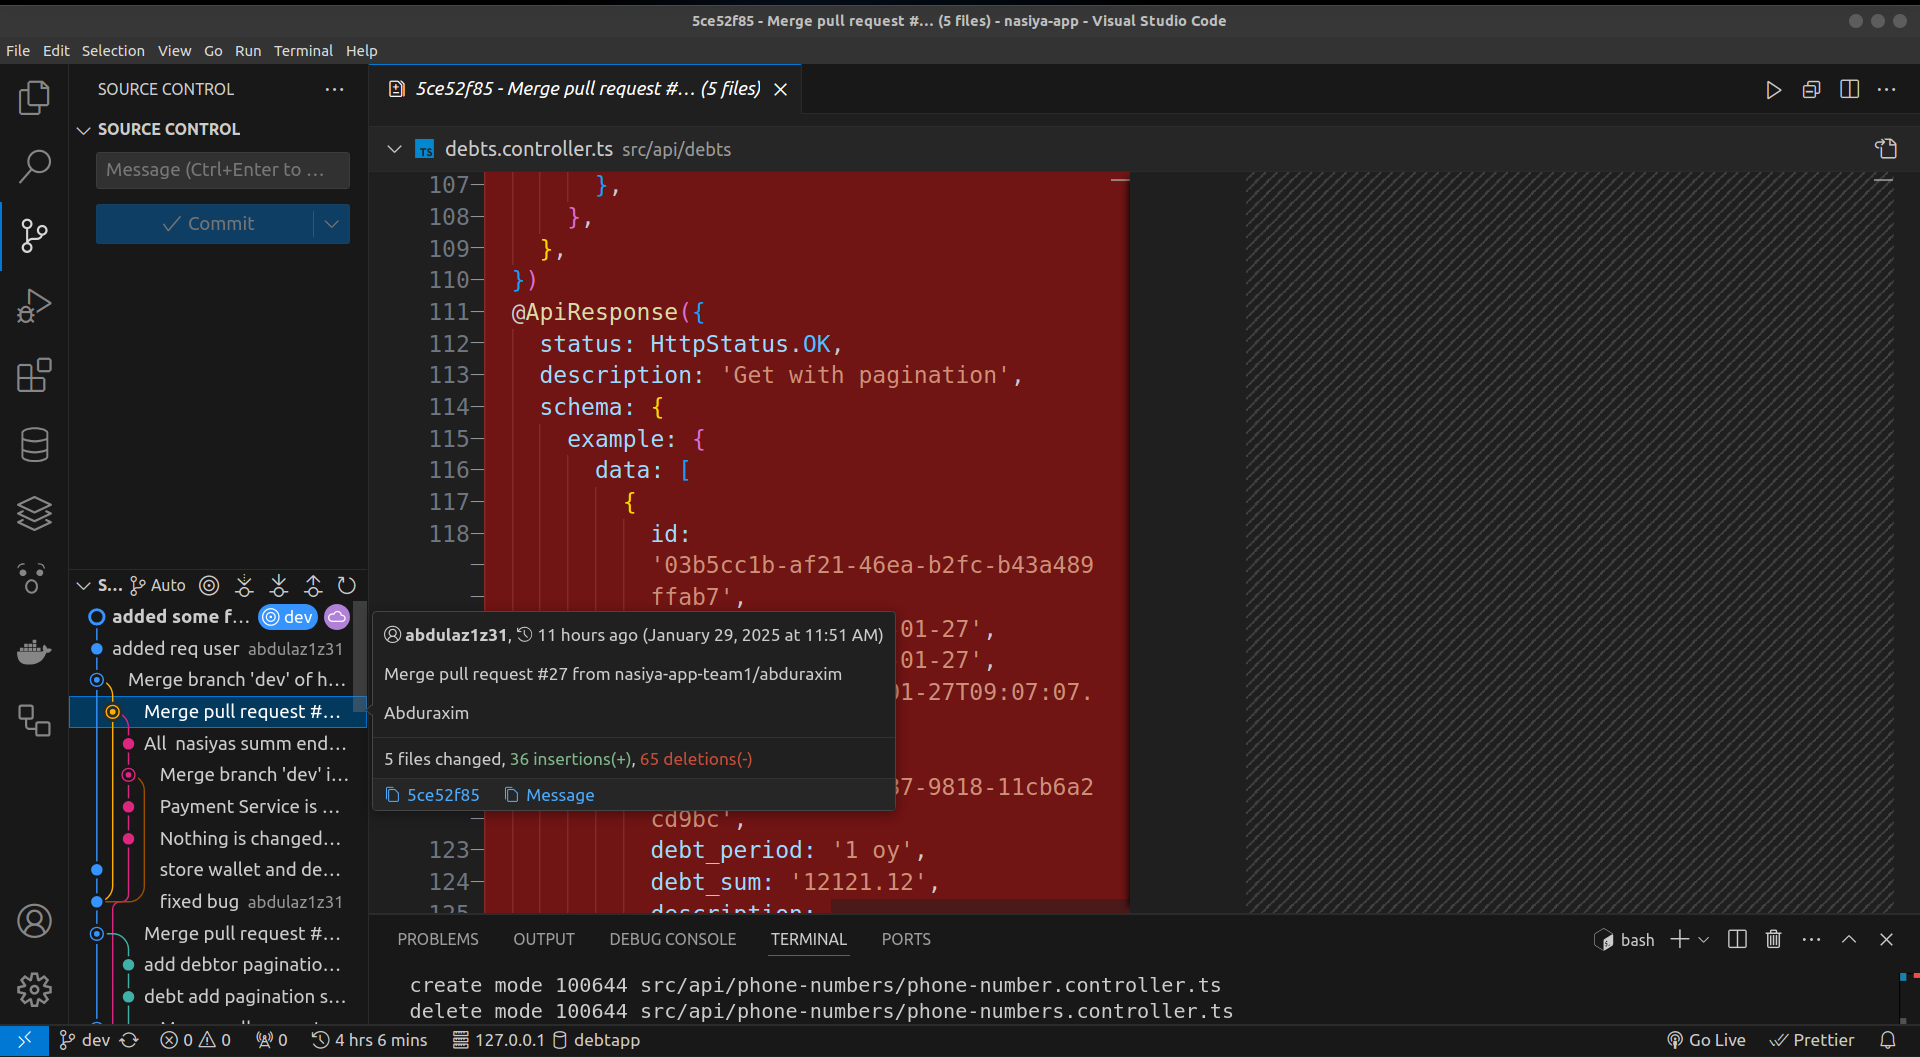 5ce52f85 - Merge pull request #... (5 files) - nasiya-app - Visual Studio Code
File Edit Selection View Go Run Terminal Help
SOURCE CONTROL
SOURCE CONTROL
Message (Ctrl+Enter to ...
Commit
S... Auto
added some f... dev
added req user abdulaz1z31
Merge branch 'dev' of h...
Merge pull request #...
All nasiyas summ end...
Merge branch 'dev' i...
Payment Service is ...
Nothing is changed...
store wallet and de...
fixed bug abdulaz1z31
Merge pull request #...
add debtor paginatio...
debt add pagination s...
5ce52f85 - Merge pull request #... (5 files)
debts.controller.ts src/api/debts
107 },
108 },
109 },
110 })
111 @ApiResponse({
112 status: HttpStatus.OK,
113 description: 'Get with pagination',
114 schema: {
115 example: {
116 data: [
117 {
118 id:
'03b5cc1b-af21-46ea-b2fc-b43a489
ffab7',
01-27',
01-27',
01-27T09:07:07.
37-9818-11cb6a2
cd9bc',
123 debt_period: '1 oy',
124 debt_sum: '12121.12',
125 description:
abdulaz1z31, 11 hours ago (January 29, 2025 at 11:51 AM)
Merge pull request #27 from nasiya-app-team1/abduraxim
Abduraxim
5 files changed, 36 insertions(+), 65 deletions(-)
5ce52f85 Message
PROBLEMS OUTPUT DEBUG CONSOLE TERMINAL PORTS
bash
create mode 100644 src/api/phone-numbers/phone-number.controller.ts
delete mode 100644 src/api/phone-numbers/phone-numbers.controller.ts
dev 0 0 0 4 hrs 6 mins 127.0.0.1 debtapp Go Live Prettier